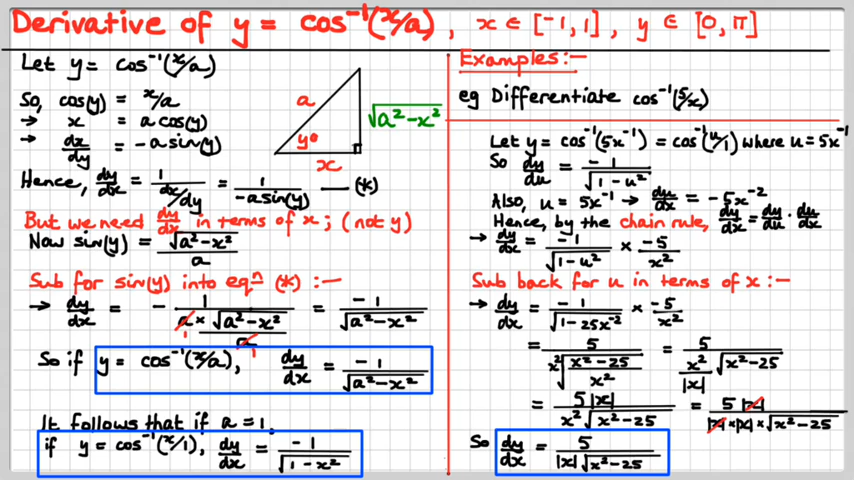 Derivative of y = cos⁻¹(x/a), x ∈ [-1, 1], y ∈ [0, π]
Let y = cos⁻¹(x/a)
So, cos(y) = x/a
→ x = a cos(y)
→ dx/dy = -a sin(y)
a
y°
x
√(a²-x²)
Hence, dy/dx = 1/(dx/dy) = 1/(-a sin(y)) — (*)
But we need dy/dx in terms of x; (not y)
Now sin(y) = √(a²-x²)/a
Sub for sin(y) into eqⁿ (*) :-
→ dy/dx = - 1/(a × √(a²-x²)/a) = -1/√(a²-x²)
1
1
So if y = cos⁻¹(x/a), dy/dx = -1/√(a²-x²)
It follows that if a = 1,
if y = cos⁻¹(x/1), dy/dx = -1/√(1-x²)
Examples:-
eg Differentiate cos⁻¹(5/x)
Let y = cos⁻¹(5x⁻¹) = cos⁻¹(u/1) where u = 5x⁻¹
So dy/du = -1/√(1-u²)
Also, u = 5x⁻¹ → du/dx = -5x⁻²
Hence, by the chain rule, dy/dx = dy/du · du/dx
→ dy/dx = -1/√(1-u²) × -5/x²
Sub back for u in terms of x :-
→ dy/dx = -1/√(1-25x⁻²) × -5/x²
= 5/(x²√((x²-25)/x²)) = 5/((x²/|x|)√(x²-25))
= 5|x|/(x²√(x²-25)) = 5|x|/(|x|×|x|×√(x²-25))
So dy/dx = 5/(|x|√(x²-25))